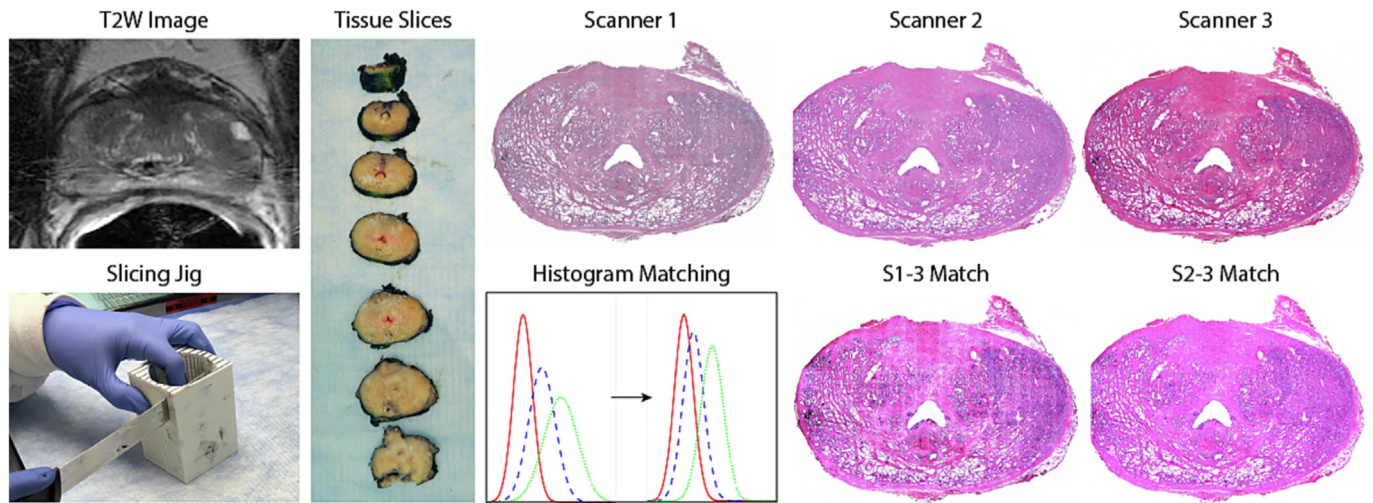 T2W Image
Tissue Slices
Scanner 1
Scanner 2
Scanner 3
Slicing Jig
Histogram Matching
S1-3 Match
S2-3 Match